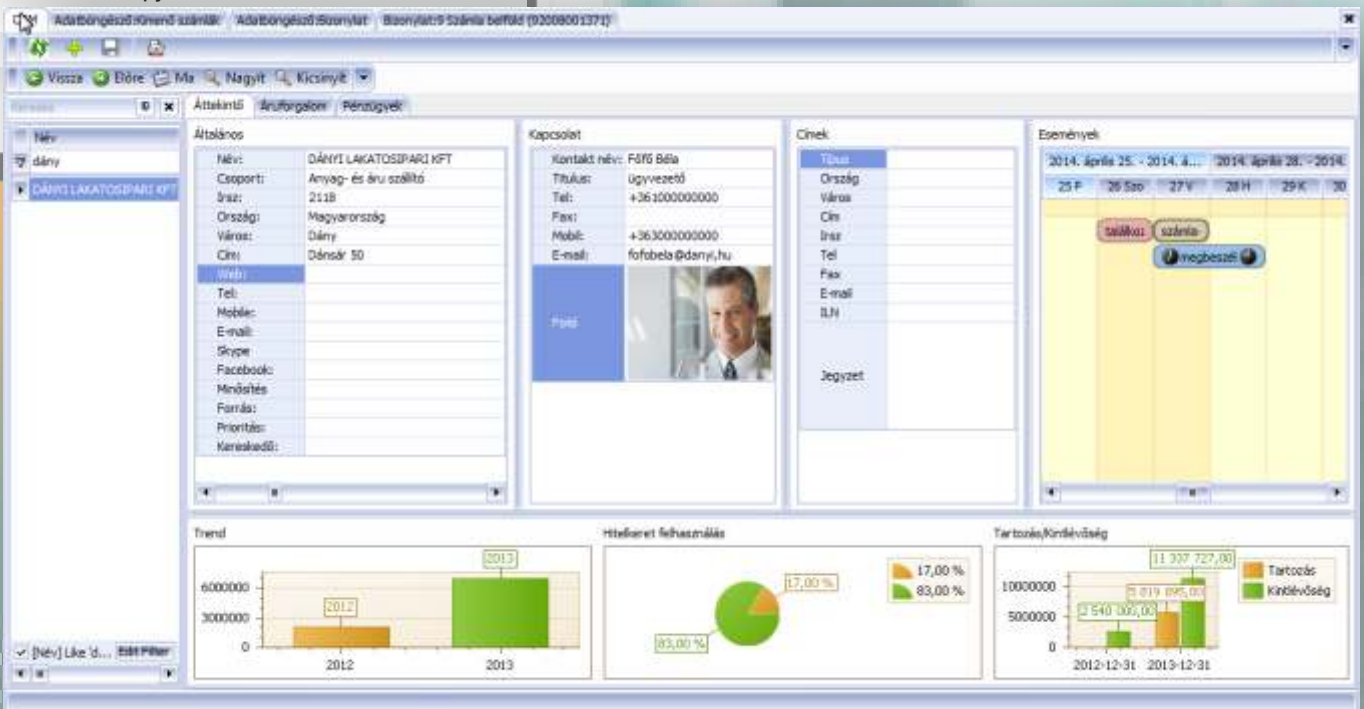 CRM Adatböngésző:Kimenő számlák Adatböngésző:Bizonylat Bizonylat:9 Számla belföld (92008001371)
Vissza Előre Ma Nagyít Kicsinyít
Keresés Áttekintő Áruforgalom Pénzügyek
Név
dány
DÁNYI LAKATOSIPARI KFT
Általános
Név: DÁNYI LAKATOSIPARI KFT
Csoport: Anyag- és áru szállító
Irsz: 2118
Ország: Magyarország
Város: Dány
Cím: Dánsár 50
Web:
Tel:
Mobile:
E-mail:
Skype
Facebook:
Minősítés
Forrás:
Prioritás:
Kereskedő:
Kapcsolat
Kontakt név: Főfő Béla
Titulus: ügyvezető
Tel: +361000000000
Fax:
Mobil: +363000000000
E-mail: fofobela@danyi,hu
Fotó
Címek
Típus
Ország
Város
Cím
Irsz
Tel
Fax
E-mail
ILN
Jegyzet
Események
2014. április 25. - 2014. á... 2014. április 28. - 2014.
25 P 26 Szo 27 V 28 H 29 K 30
találkoz számla-
megbeszél
Trend
2013
6000000
2012
3000000
0
2012 2013
Hitelkeret felhasználás
17,00 %
83,00 %
17,00 %
83,00 %
Tartozás/Kintlévőség
11 337 727,00
Tartozás
Kintlévőség
10000000
5000000
0
2012-12-31 2013-12-31
[Név] Like 'd... Edit Filter